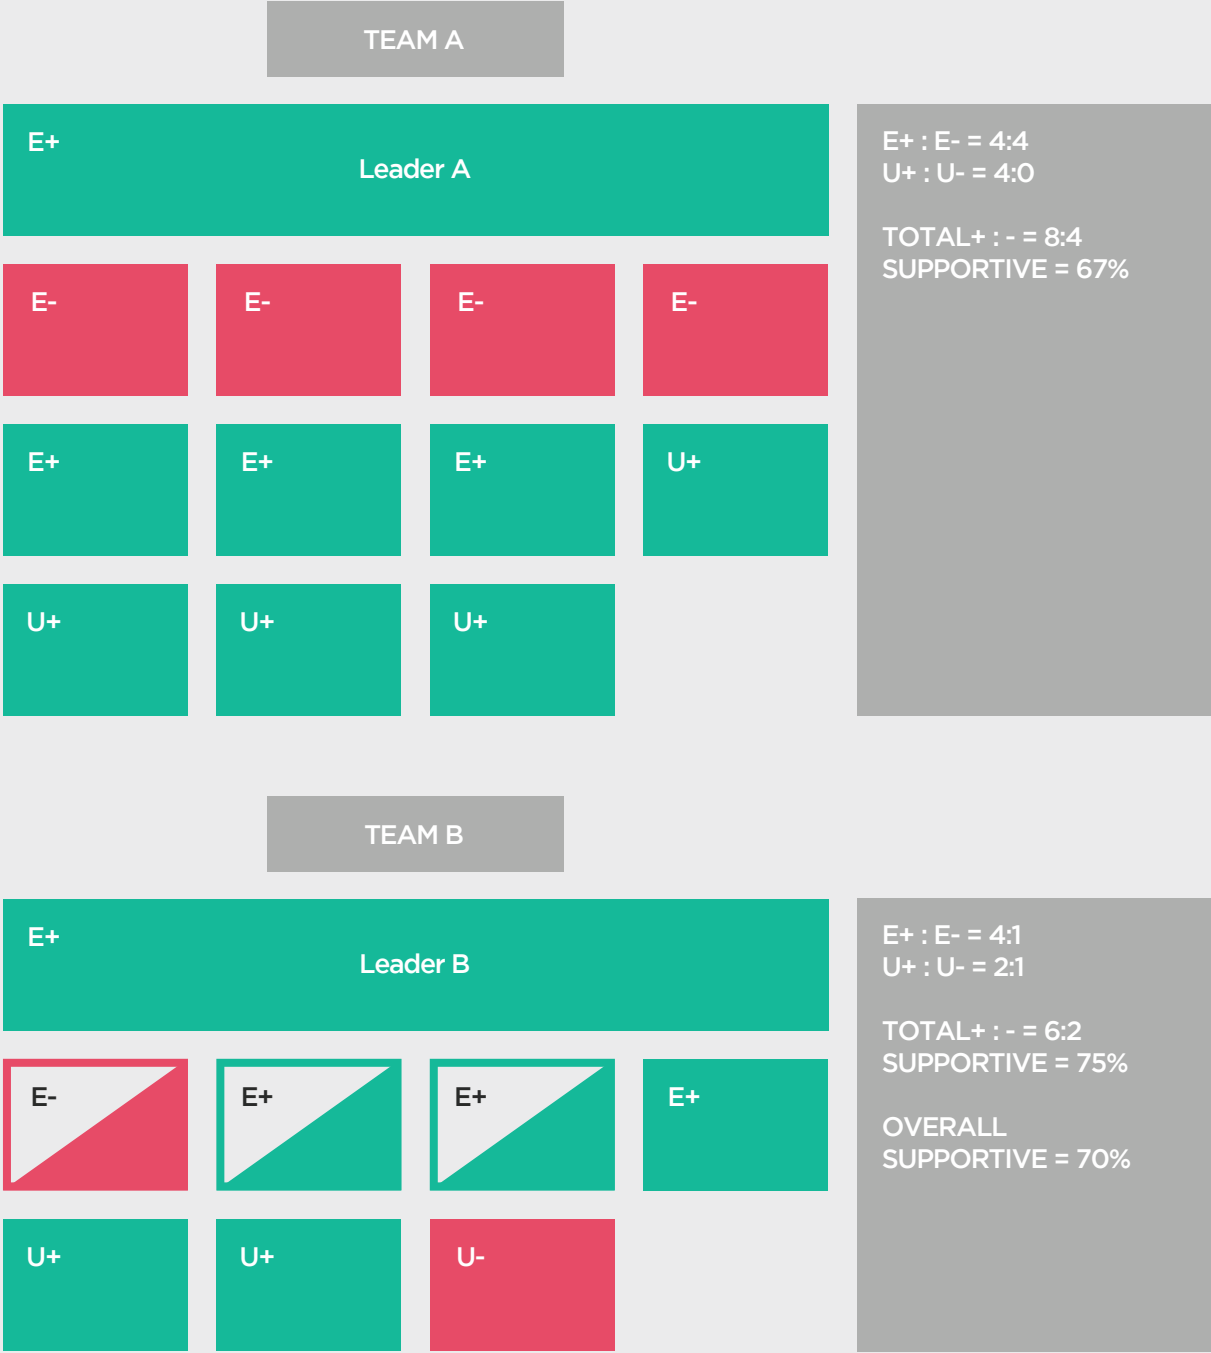 TEAM A
E+
Leader A
E+ : E- = 4:4
U+ : U- = 4:0
TOTAL+ : - = 8:4
SUPPORTIVE = 67%
E- E- E- E-
E+ E+ E+ U+
U+ U+ U+
TEAM B
E+
Leader B
E+ : E- = 4:1
U+ : U- = 2:1
TOTAL+ : - = 6:2
SUPPORTIVE = 75%
OVERALL
SUPPORTIVE = 70%
E- E+ E+ E+
U+ U+ U-